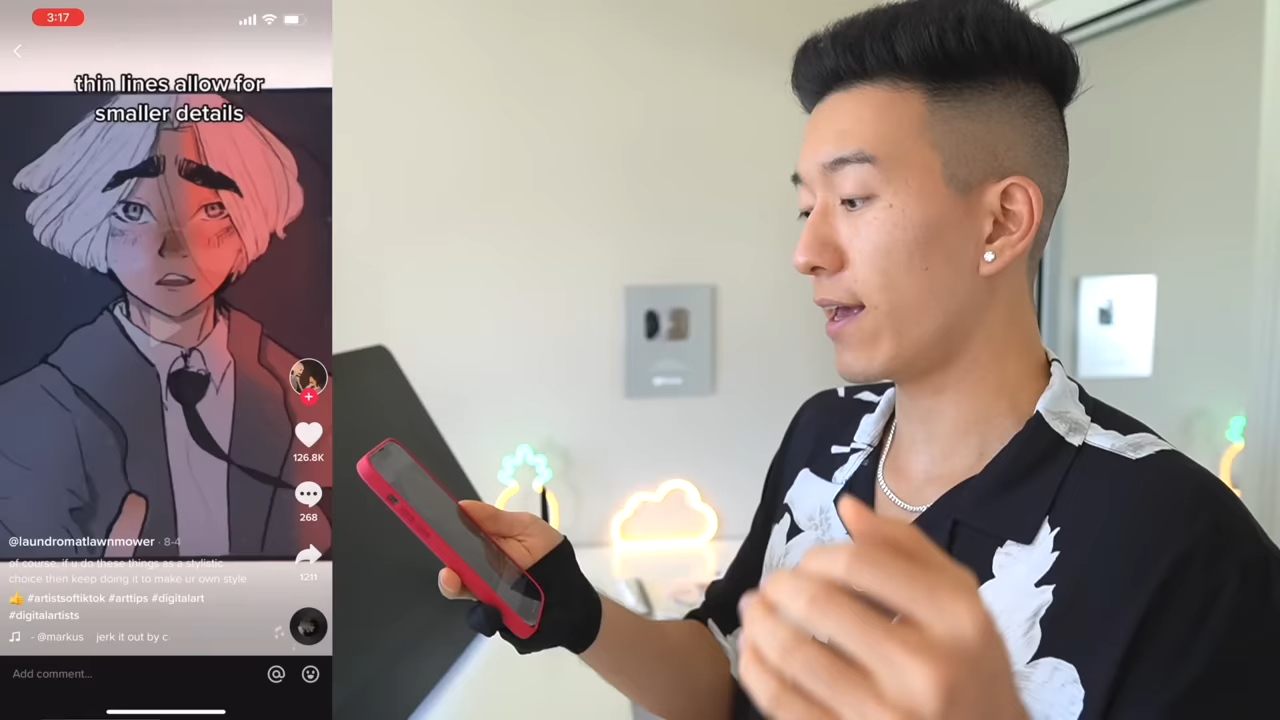 3:17
thin lines allow for
smaller details
126.8K
268
1211
@laundromatlawnmower · 8-4
of course. if u do these things as a stylistic
choice then keep doing it to make ur own style
👍 #artistsoftiktok #arttips #digitalart
#digitalartists
- @markus jerk it out by c
Add comment...